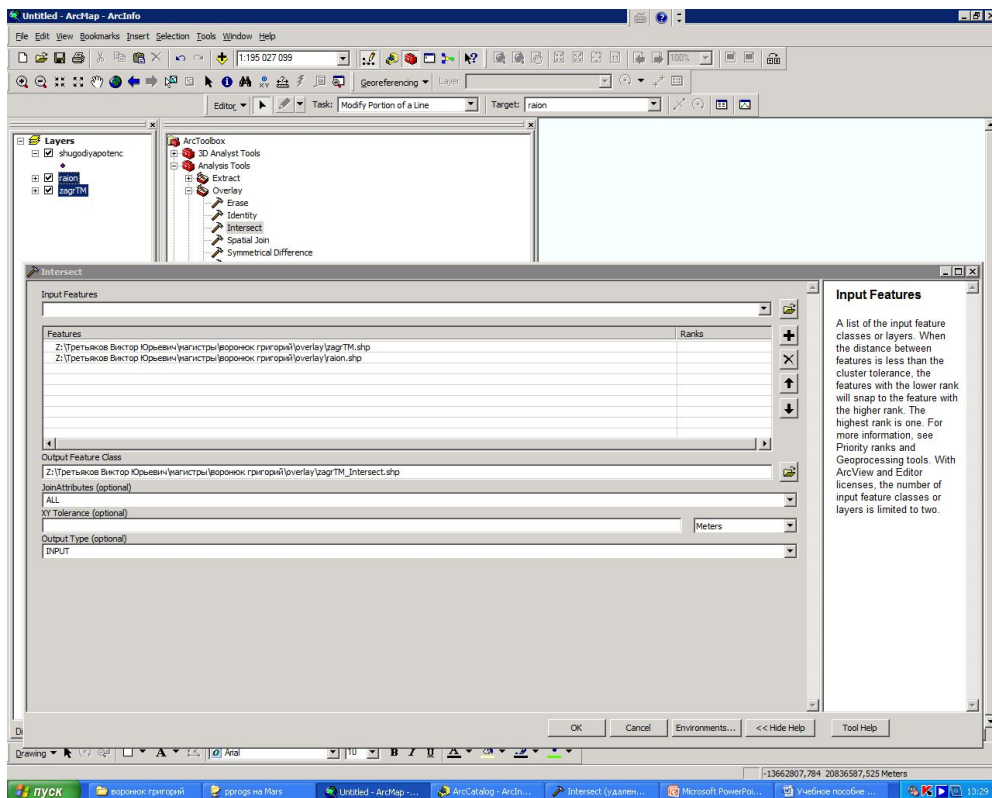 Untitled - ArcMap - ArcInfo
File Edit View Bookmarks Insert Selection Tools Window Help
1:195 027 099
100%
Georeferencing Layer:
Editor Task: Modify Portion of a Line Target: raion
Layers
shugodiyapotenc
raion
zagrTM
ArcToolbox
3D Analyst Tools
Analysis Tools
Extract
Overlay
Erase
Identity
Intersect
Spatial Join
Symmetrical Difference
Intersect
Input Features
Features Ranks
Z:\Третьяков Виктор Юрьевич\магистры\воронюк григорий\overlay\zagrTM.shp
Z:\Третьяков Виктор Юрьевич\магистры\воронюк григорий\overlay\raion.shp
Output Feature Class
Z:\Третьяков Виктор Юрьевич\магистры\воронюк григорий\overlay\zagrTM_Intersect.shp
JoinAttributes (optional)
ALL
XY Tolerance (optional)
Meters
Output Type (optional)
INPUT
Input Features
A list of the input feature
classes or layers. When
the distance between
features is less than the
cluster tolerance, the
features with the lower rank
will snap to the feature with
the higher rank. The
highest rank is one. For
more information, see
Priority ranks and
Geoprocessing tools. With
ArcView and Editor
licenses, the number of
input feature classes or
layers is limited to two.
OK Cancel Environments... << Hide Help Tool Help
Drawing A Arial 10 B I U A
-13662807,784 20836587,525 Meters
пуск воронюк григорий pprogs на Mars Untitled - ArcMap -... ArcCatalog - ArcIn... Intersect (удален... Microsoft PowerPoi... Учебное пособие ... 13:29